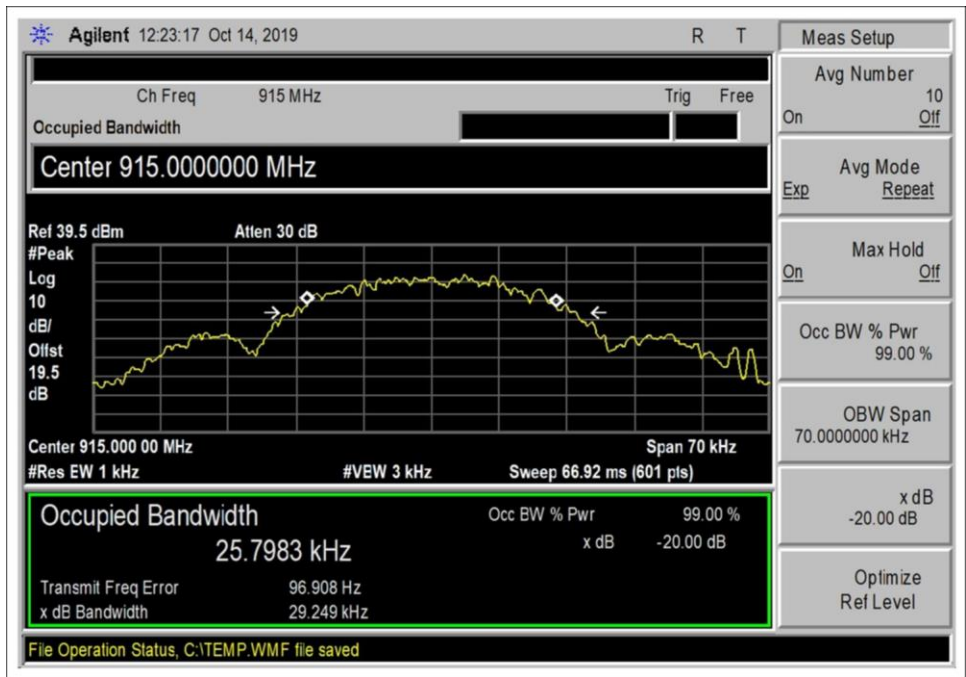 Agilent 12:23:17 Oct 14, 2019 R T
Ch Freq 915 MHz Trig Free
Occupied Bandwidth
Center 915.0000000 MHz
Ref 39.5 dBm Atten 30 dB
#Peak
Log
10
dB/
Offst
19.5
dB
Center 915.000 00 MHz Span 70 kHz
#Res EW 1 kHz #VEW 3 kHz Sweep 66.92 ms (601 pts)
Occupied Bandwidth Occ BW % Pwr 99.00 %
25.7983 kHz x dB -20.00 dB
Transmit Freq Error 96.908 Hz
x dB Bandwidth 29.249 kHz
File Operation Status, C:\TEMP.WMF file saved
Meas Setup
Avg Number
10
On Off
Avg Mode
Exp Repeat
Max Hold
On Off
Occ BW % Pwr
99.00 %
OBW Span
70.0000000 kHz
x dB
-20.00 dB
Optimize
Ref Level